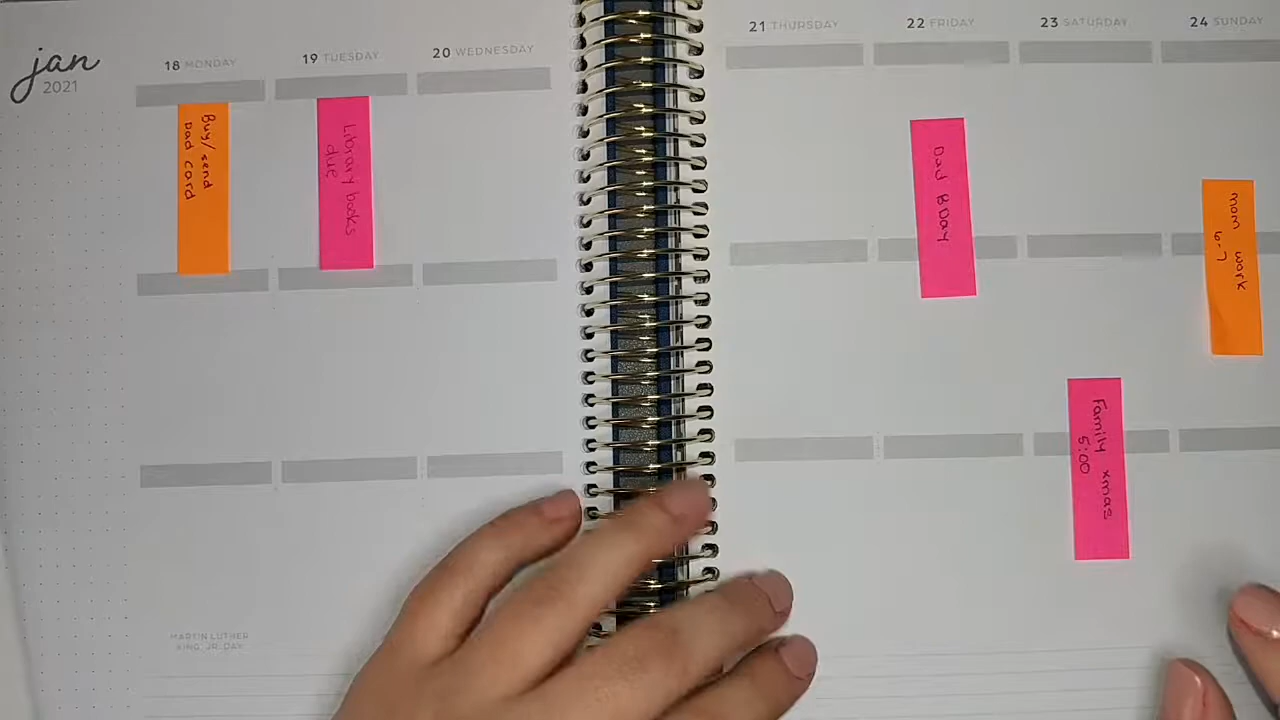 jan
2021
18 MONDAY
19 TUESDAY
20 WEDNESDAY
21 THURSDAY
22 FRIDAY
23 SATURDAY
24 SUNDAY
Buy/send
Dad card
Library books
due
Dad BDay
Family xmas
5:00
mom work
6-7
MARTIN LUTHER
KING JR. DAY